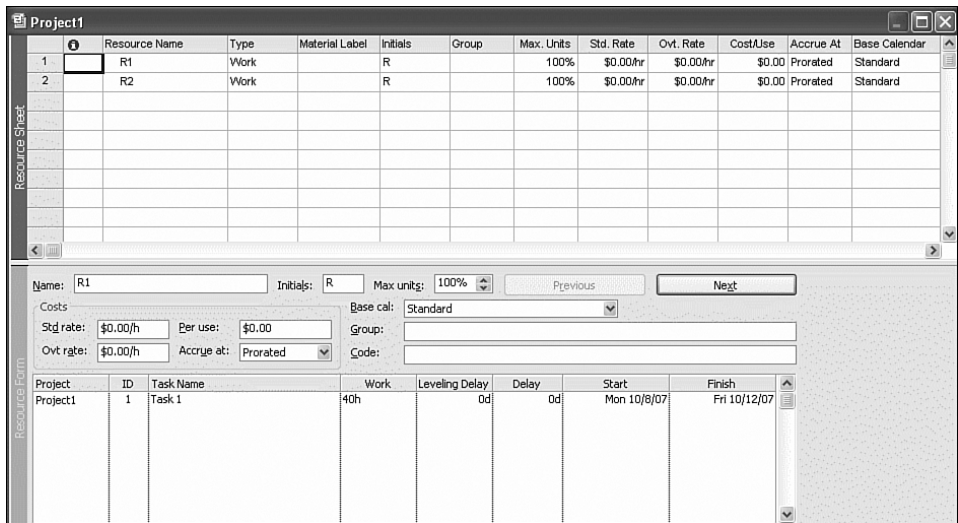 Project1
Resource Name Type Material Label Initials Group Max. Units Std. Rate Ovt. Rate Cost/Use Accrue At Base Calendar
1 R1 Work R 100% $0.00/hr $0.00/hr $0.00 Prorated Standard
2 R2 Work R 100% $0.00/hr $0.00/hr $0.00 Prorated Standard
Resource Sheet
Name: R1 Initials: R Max units: 100% Previous Next
Costs Base cal: Standard
Std rate: $0.00/h Per use: $0.00 Group:
Ovt rate: $0.00/h Accrue at: Prorated Code:
Resource Form
Project ID Task Name Work Leveling Delay Delay Start Finish
Project1 1 Task 1 40h 0d 0d Mon 10/8/07 Fri 10/12/07